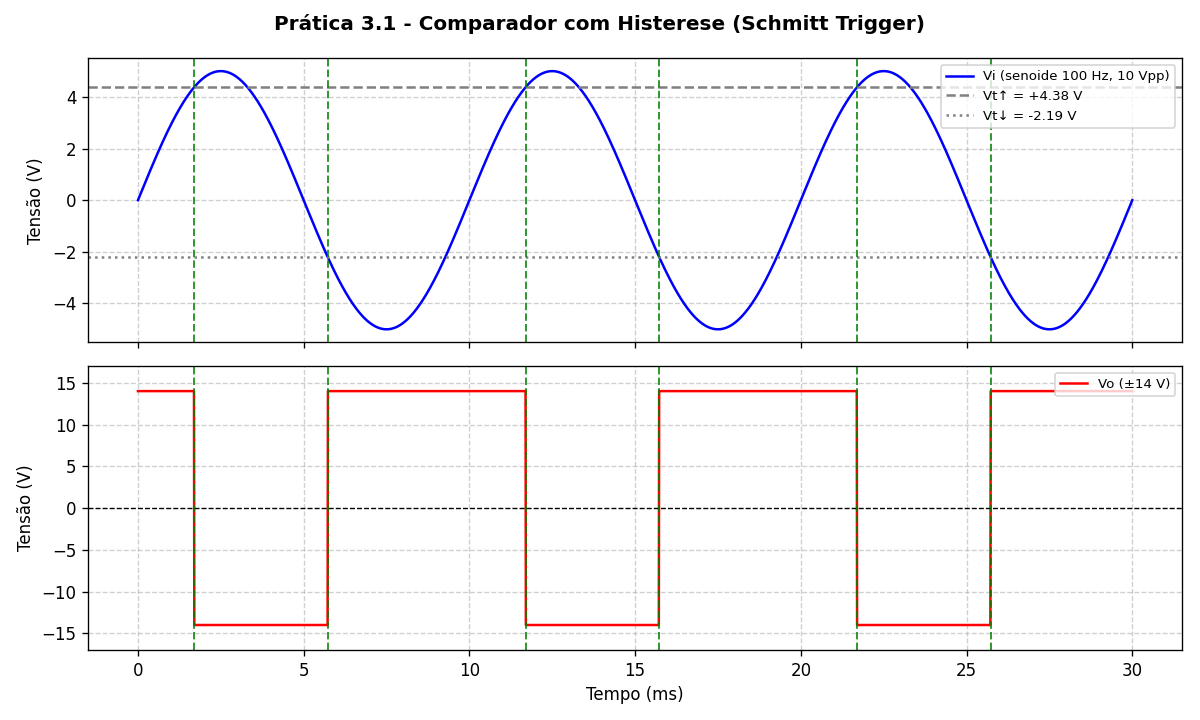 Prática 3.1 - Comparador com Histerese (Schmitt Trigger)
Tensão (V)
4
2
0
−2
−4
Vi (senoide 100 Hz, 10 Vpp)
Vt↑ = +4.38 V
Vt↓ = -2.19 V
Tensão (V)
15
10
5
0
−5
−10
−15
Vo (±14 V)
0 5 10 15 20 25 30
Tempo (ms)